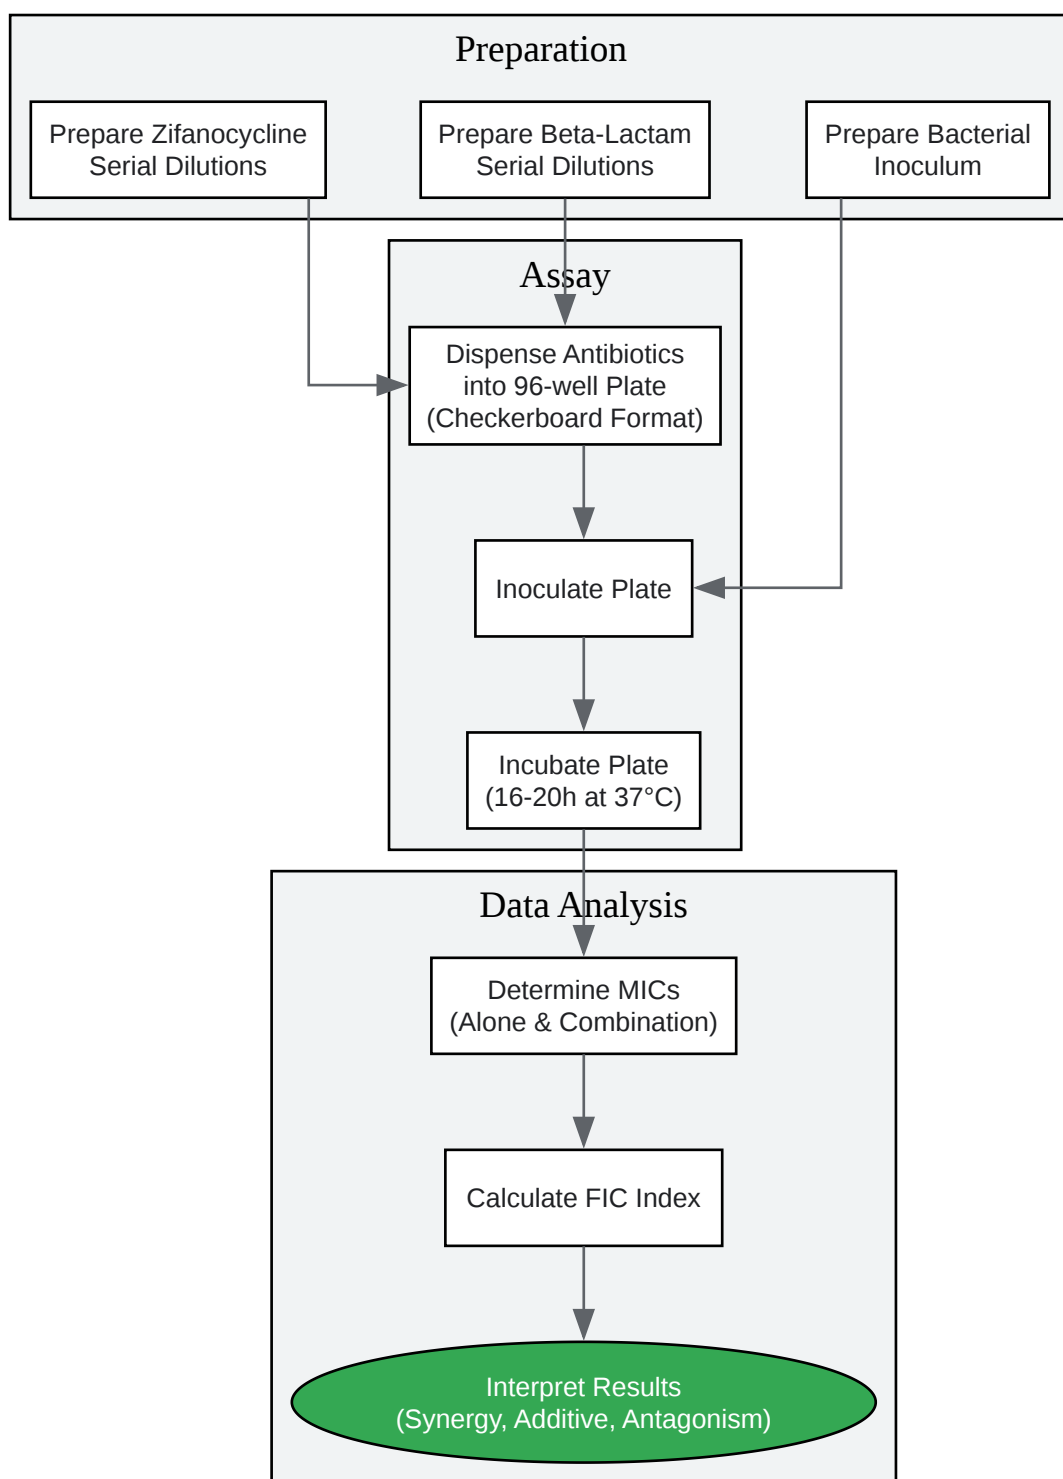 Preparation
Prepare Zifanocycline
Serial Dilutions
Prepare Beta-Lactam
Serial Dilutions
Prepare Bacterial
Inoculum
Assay
Dispense Antibiotics
into 96-well Plate
(Checkerboard Format)
Inoculate Plate
Incubate Plate
(16-20h at 37°C)
Data Analysis
Determine MICs
(Alone & Combination)
Calculate FIC Index
Interpret Results
(Synergy, Additive, Antagonism)